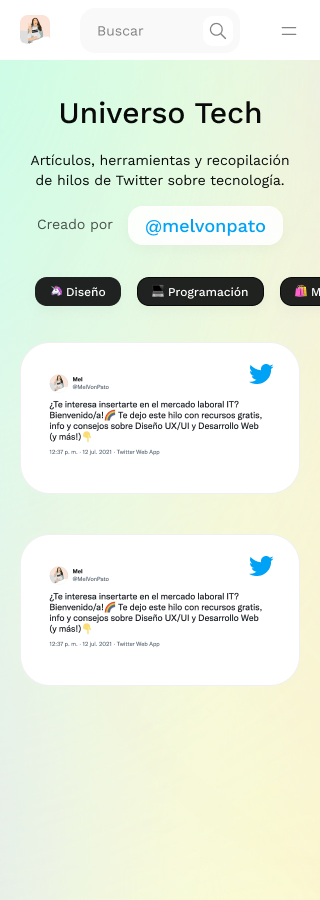 Buscar
Universo Tech
Artículos, herramientas y recopilación
de hilos de Twitter sobre tecnología.
Creado por @melvonpato
Diseño Programación M
Mel
@MelVonPato
¿Te interesa insertarte en el mercado laboral IT?
Bienvenido/a!🌈 Te dejo este hilo con recursos gratis,
info y consejos sobre Diseño UX/UI y Desarrollo Web
(y más!)👇
12:37 p. m. · 12 jul. 2021 · Twitter Web App
Mel
@MelVonPato
¿Te interesa insertarte en el mercado laboral IT?
Bienvenido/a!🌈 Te dejo este hilo con recursos gratis,
info y consejos sobre Diseño UX/UI y Desarrollo Web
(y más!)👇
12:37 p. m. · 12 jul. 2021 · Twitter Web App